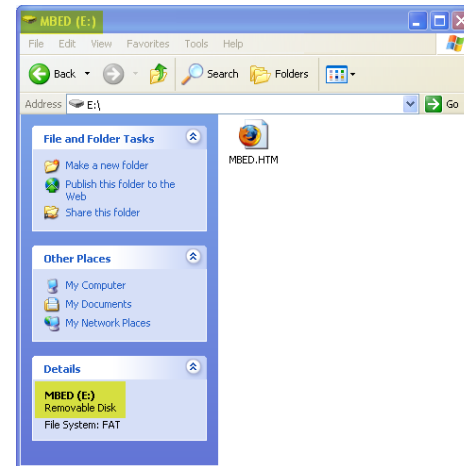 MBED (E:)
File Edit View Favorites Tools Help
Back Search Folders
Address E:\ Go
File and Folder Tasks
Make a new folder
Publish this folder to the
Web
Share this folder
Other Places
My Computer
My Documents
My Network Places
Details
MBED (E:)
Removable Disk
File System: FAT
MBED.HTM